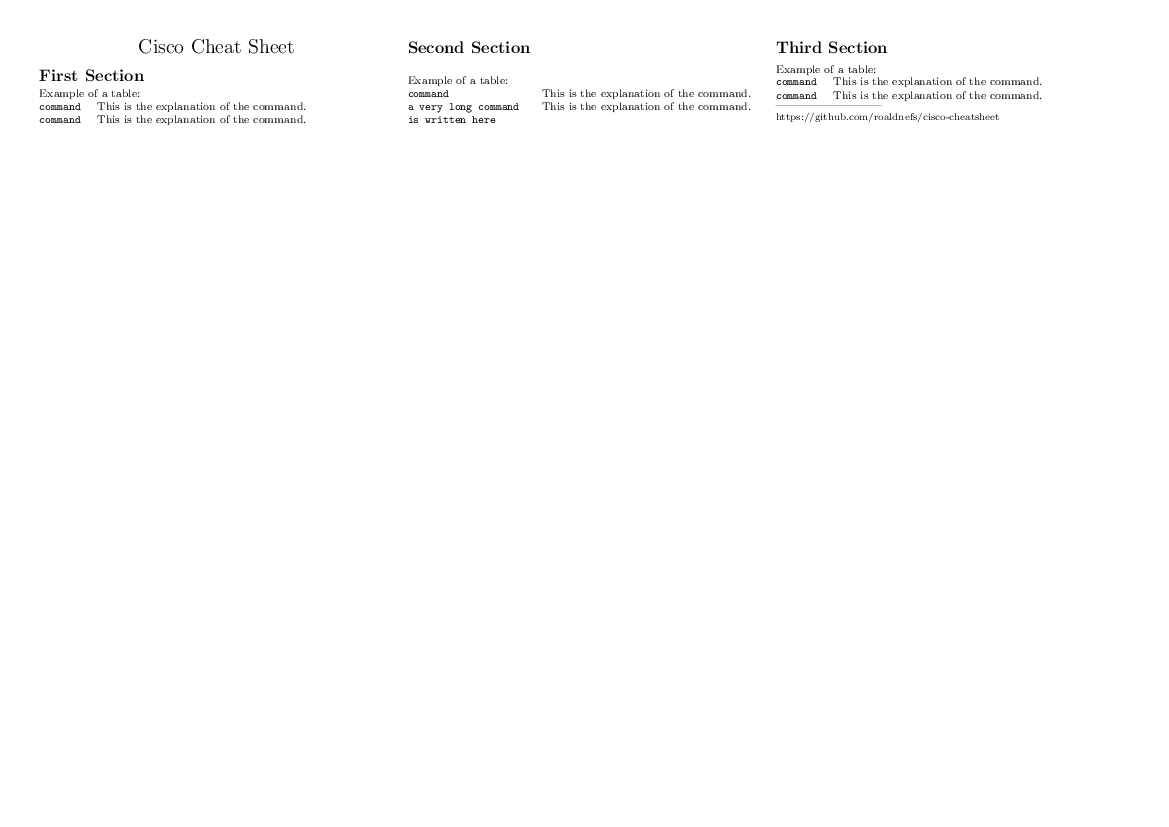 Cisco Cheat Sheet
First Section
Example of a table:
command This is the explanation of the command.
command This is the explanation of the command.
Second Section
Example of a table:
command This is the explanation of the command.
a very long command This is the explanation of the command.
is written here
Third Section
Example of a table:
command This is the explanation of the command.
command This is the explanation of the command.
https://github.com/roaldnefs/cisco-cheatsheet